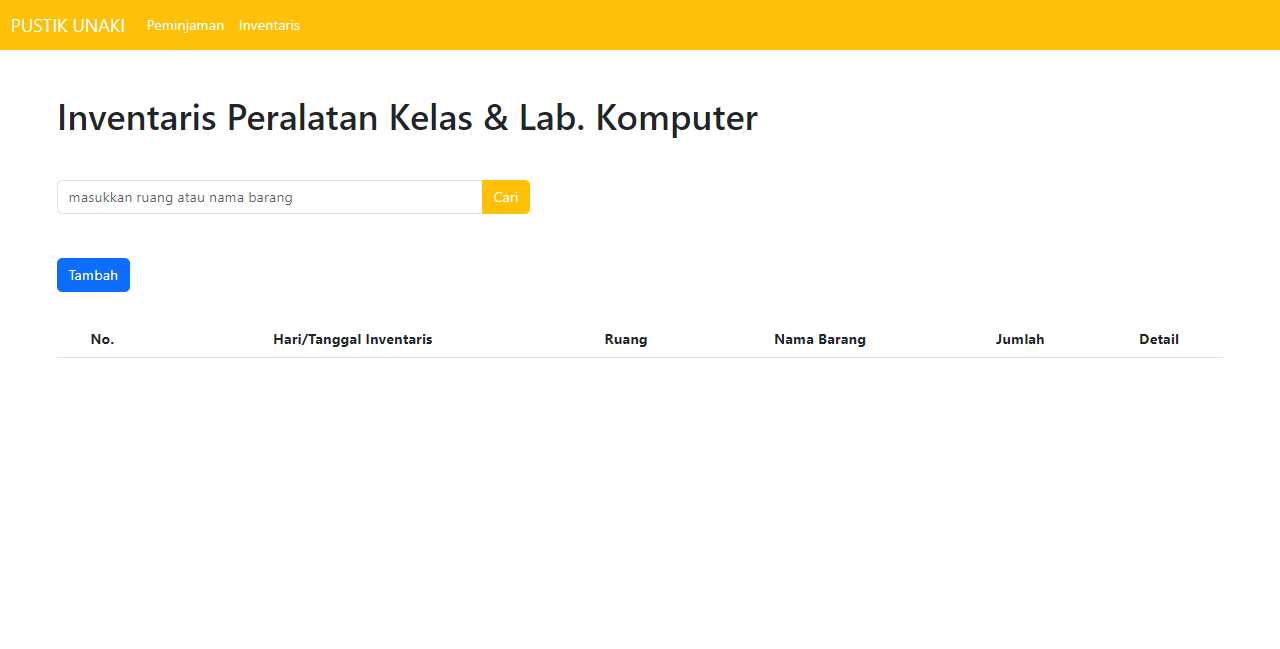 PUSTIK UNAKI Peminjaman Inventaris
Inventaris Peralatan Kelas & Lab. Komputer
masukkan ruang atau nama barang Cari
Tambah
No. Hari/Tanggal Inventaris Ruang Nama Barang Jumlah Detail